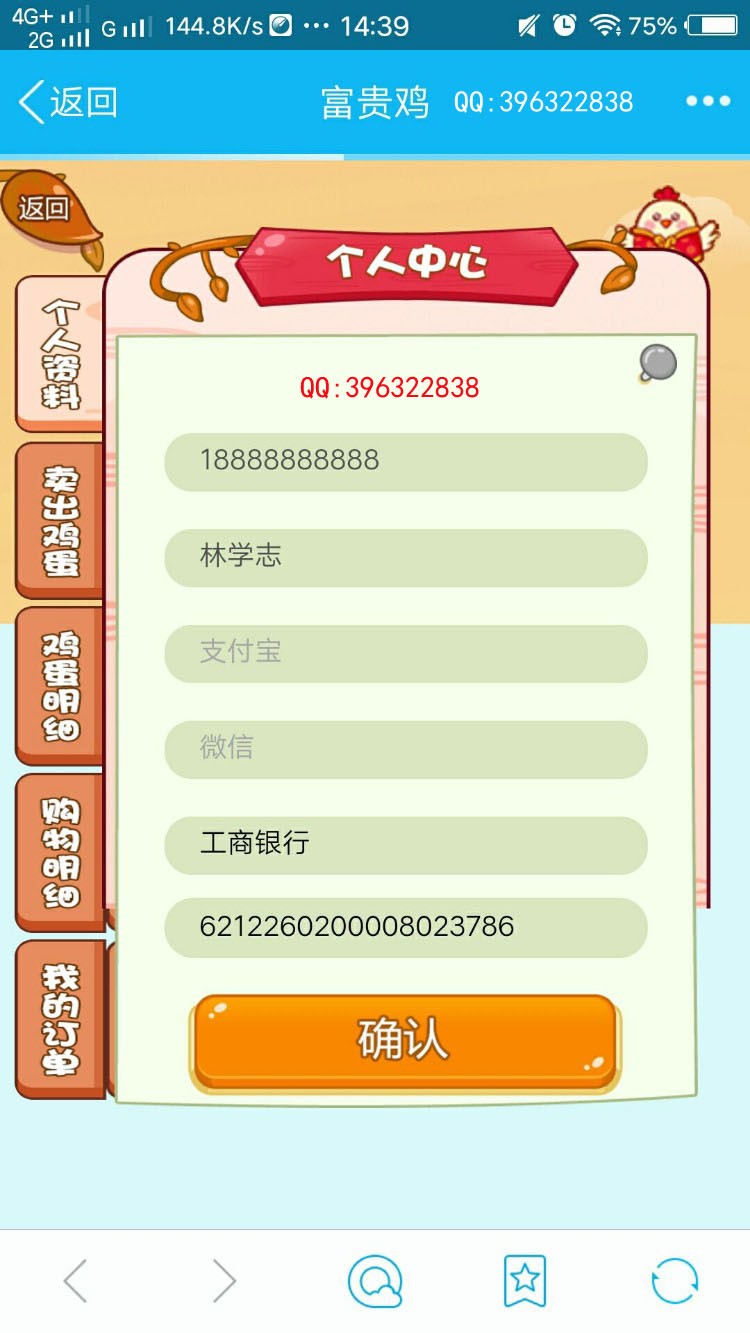 4G+ 2G G 144.8K/s ··· 14:39 75%
返回 富贵鸡 QQ:396322838
返回
个人中心
个人资料
卖出鸡蛋
鸡蛋明细
购物明细
我的订单
QQ:396322838
18888888888
林学志
支付宝
微信
工商银行
6212260200008023786
确认